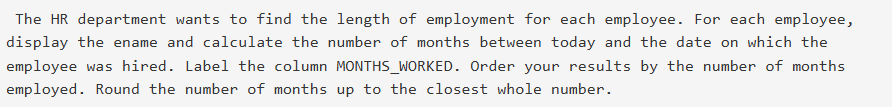 The HR department wants to find the length of employment for each employee. For each employee,
display the ename and calculate the number of months between today and the date on which the
employee was hired. Label the column MONTHS_WORKED. Order your results by the number of months
employed. Round the number of months up to the closest whole number.